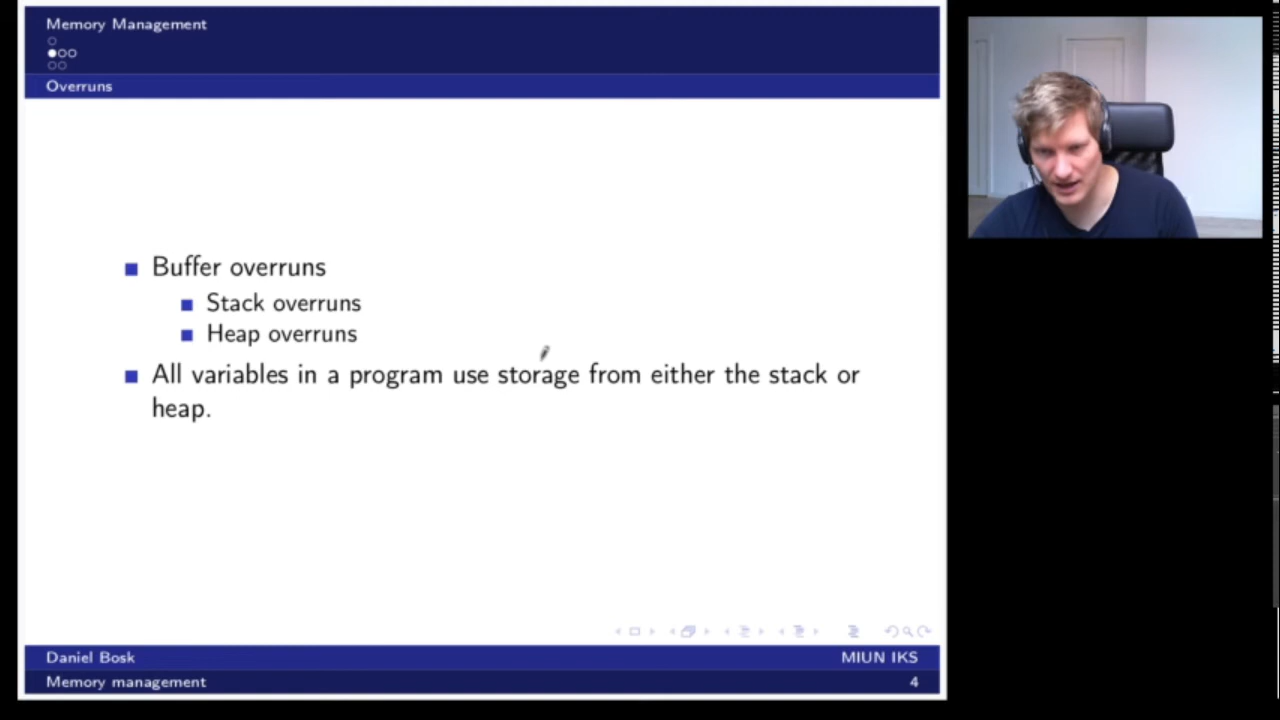 Memory Management
Overruns
Buffer overruns
Stack overruns
Heap overruns
All variables in a program use storage from either the stack or
heap.
Daniel Bosk
MIUN IKS
Memory management
4